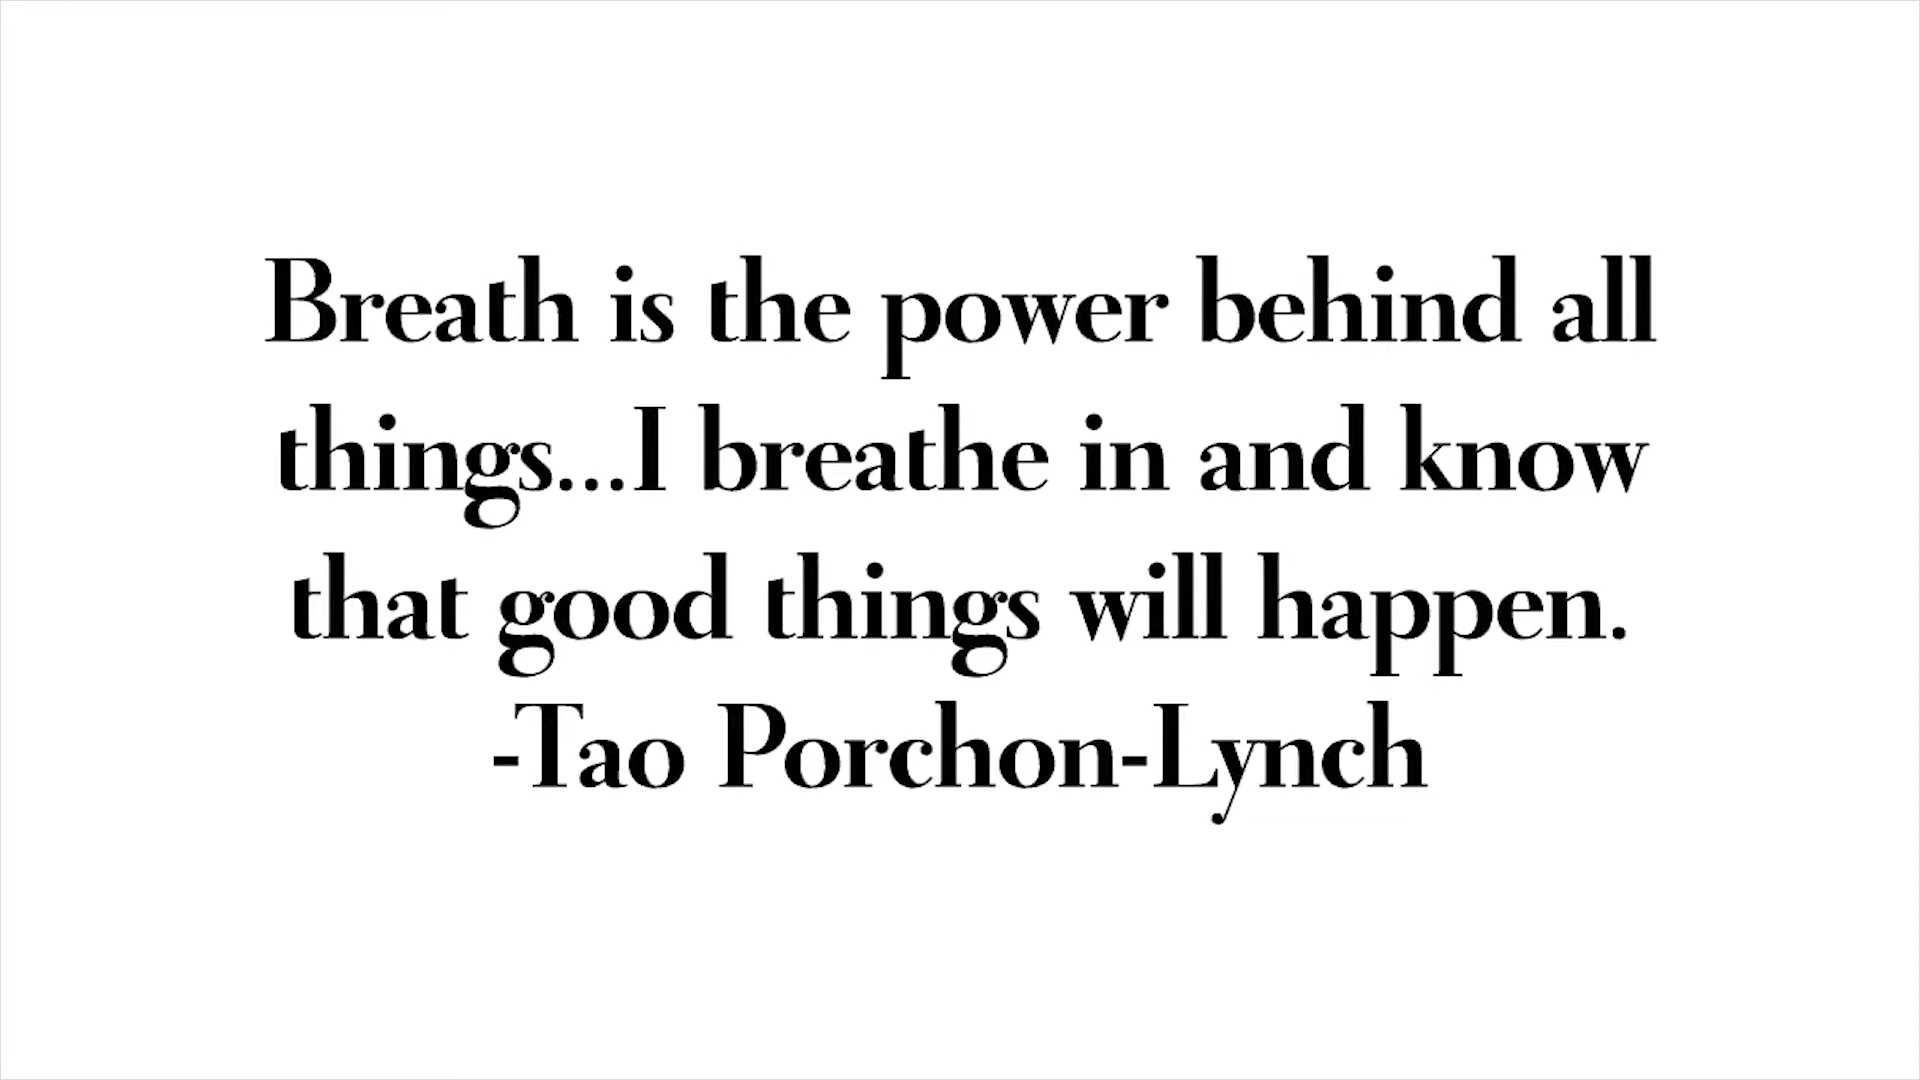 Breath is the power behind all
things...I breathe in and know
that good things will happen.
-Tao Porchon-Lynch